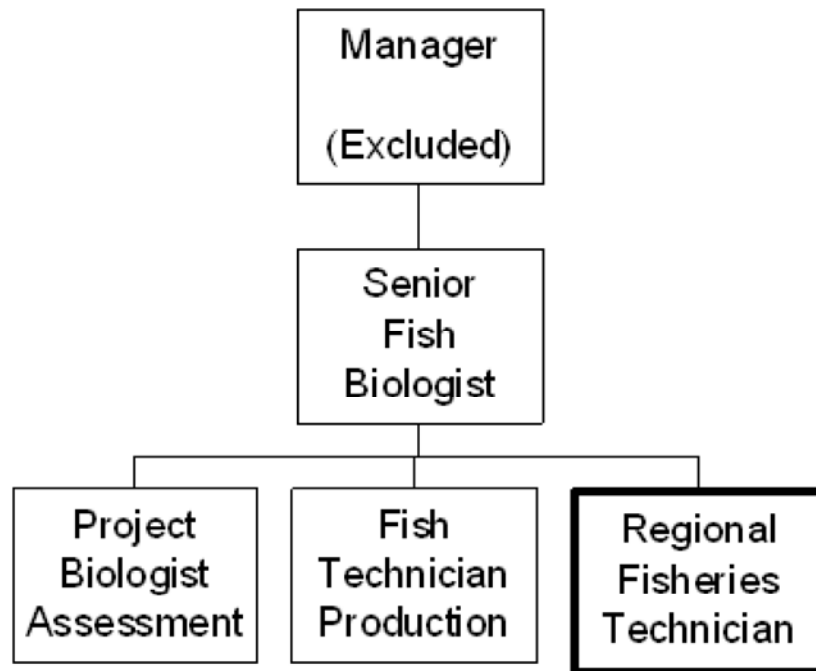 Manager
(Excluded)
Senior
Fish
Biologist
Project
Biologist
Assessment
Fish
Technician
Production
Regional
Fisheries
Technician